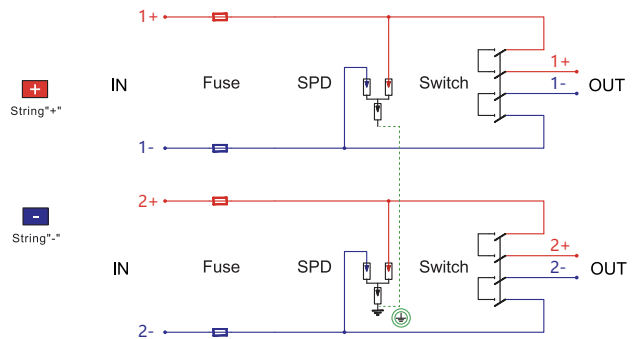 1+
IN Fuse SPD Switch 1+ OUT
1-
+
String"+"
1-
2+
-
String"-"
IN Fuse SPD Switch 2+ OUT
2-
2-